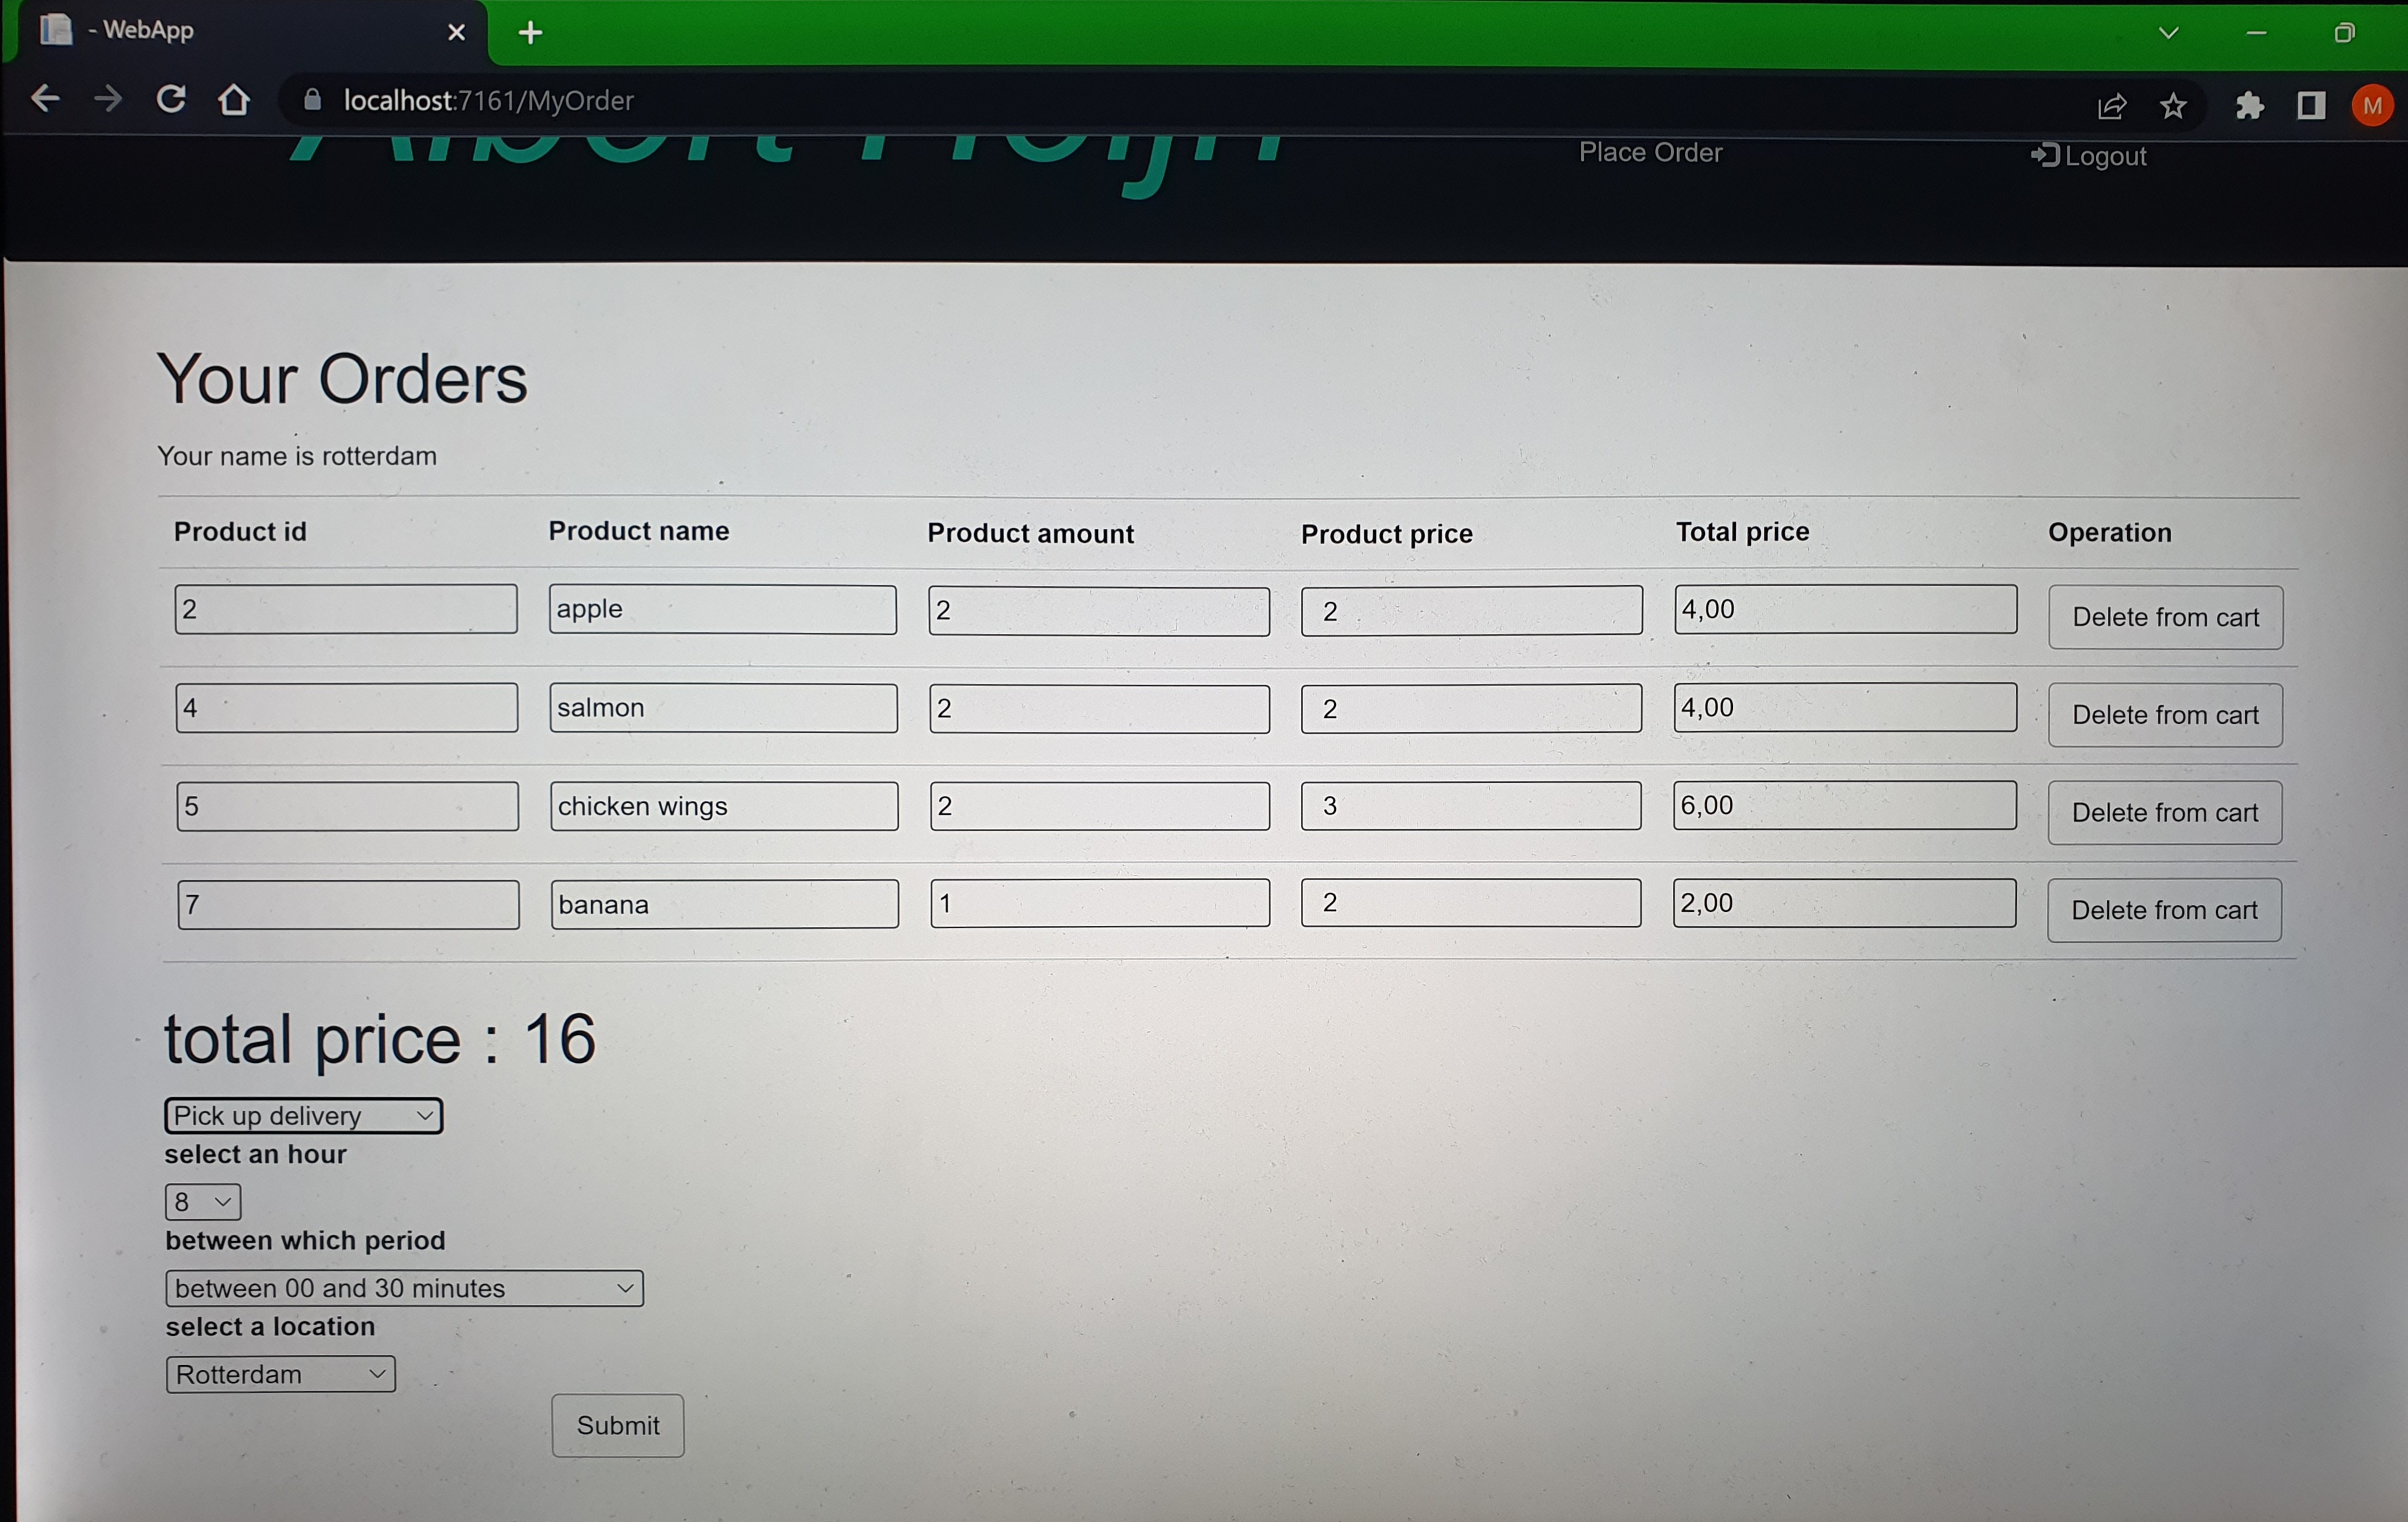 - WebApp
localhost:7161/MyOrder
M
Albert Heijn
Place Order
Logout
Your Orders
Your name is rotterdam
Product id Product name Product amount Product price Total price Operation
2 apple 2 2 4,00 Delete from cart
4 salmon 2 2 4,00 Delete from cart
5 chicken wings 2 3 6,00 Delete from cart
7 banana 1 2 2,00 Delete from cart
total price : 16
Pick up delivery
select an hour
8
between which period
between 00 and 30 minutes
select a location
Rotterdam
Submit